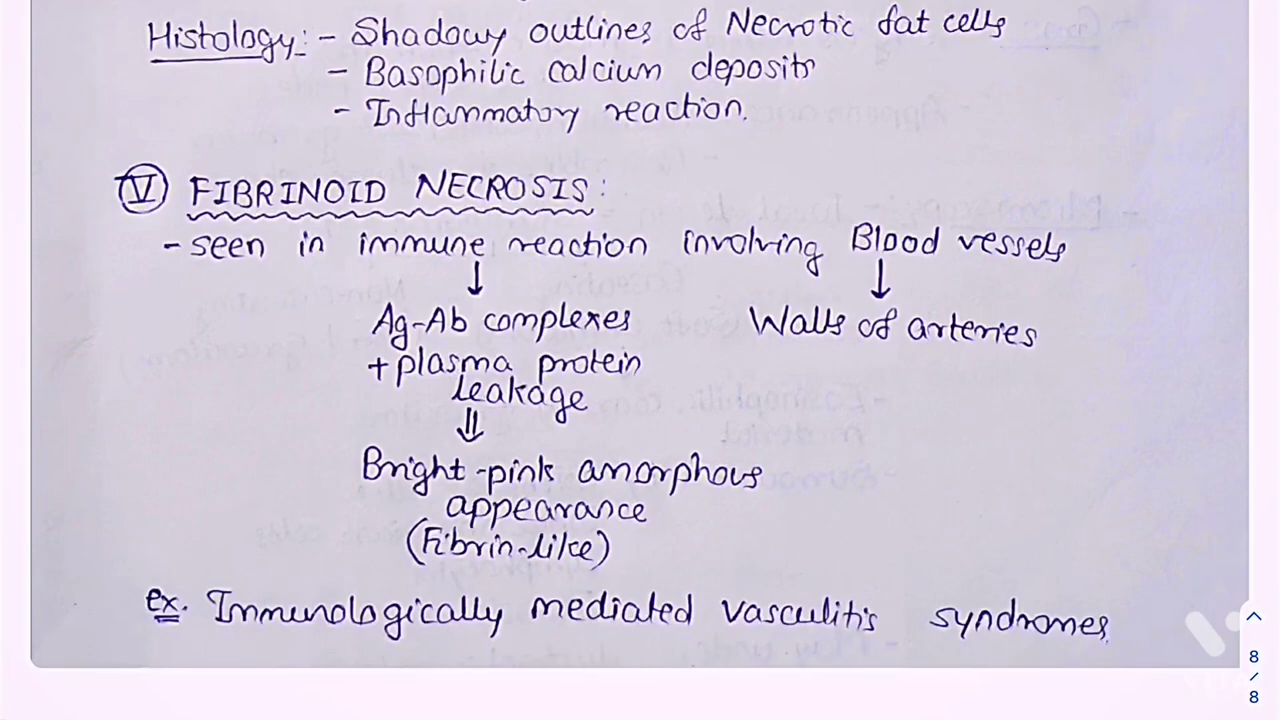 Histology:- Shadowy outlines of Necrotic fat cells
- Basophilic calcium deposits
- Inflammatory reaction.
V FIBRINOID NECROSIS:
- seen in immune reaction involving Blood vessels
↓ ↓
Ag-Ab complexes Walls of arteries
+ plasma protein
leakage
⇓
Bright-pink amorphous
appearance
(Fibrin-like)
ex. Immunologically mediated vasculitis syndromes.
8
/
8